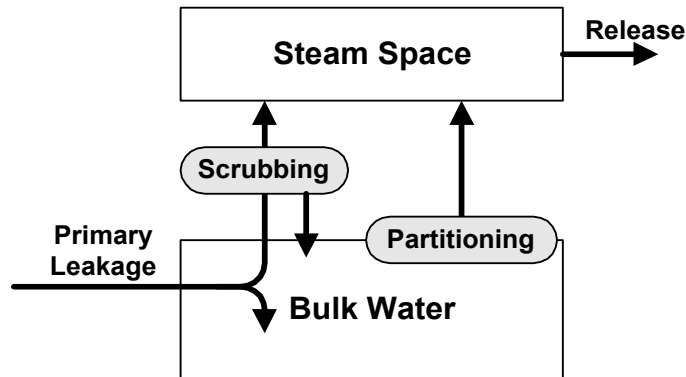 Release
Steam Space
Scrubbing
Primary
Leakage
Partitioning
Bulk Water